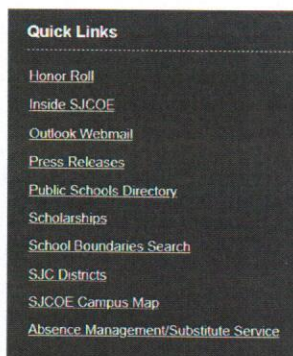 Quick Links
Honor Roll
Inside SJCOE
Outlook Webmail
Press Releases
Public Schools Directory
Scholarships
School Boundaries Search
SJC Districts
SJCOE Campus Map
Absence Management/Substitute Service